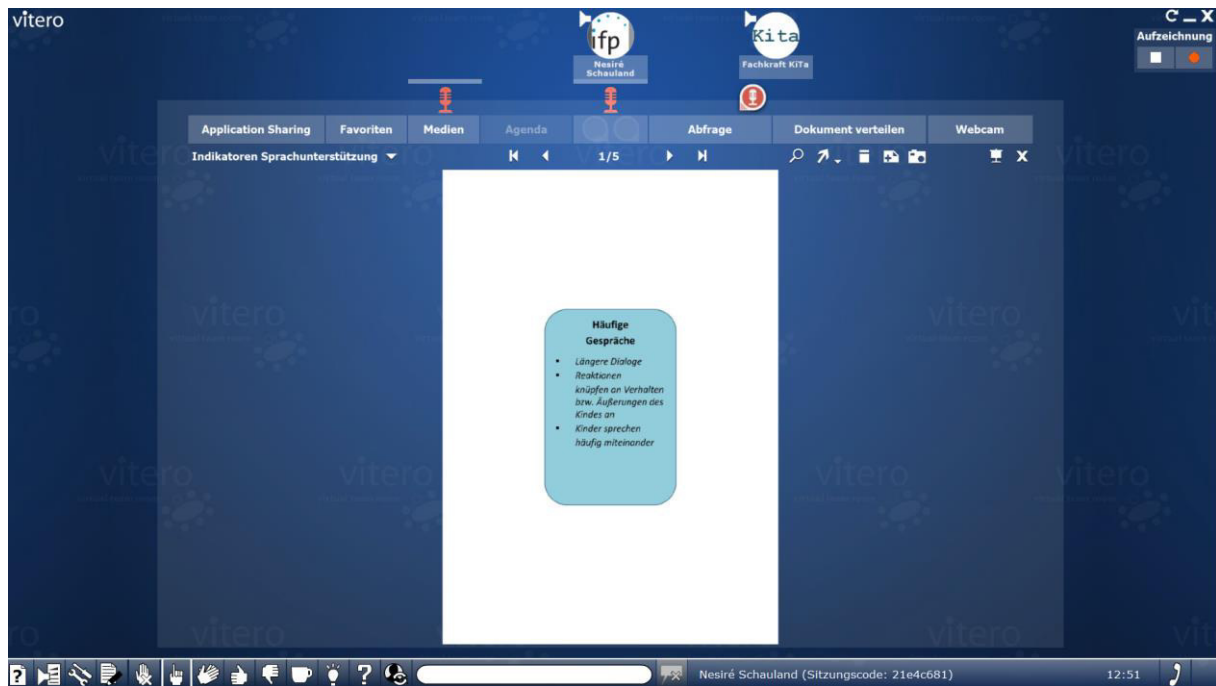 vitero
ifp
Nesiré
Schauland
Kita
Fachkraft KiTa
Aufzeichnung
Application Sharing Favoriten Medien Agenda Abfrage Dokument verteilen Webcam
Indikatoren Sprachunterstützung 1/5 X
Häufige
Gespräche
• Längere Dialoge
• Reaktionen
knüpfen an Verhalten
bzw. Äußerungen des
Kindes an
• Kinder sprechen
häufig miteinander
Nesiré Schauland (Sitzungscode: 21e4c681) 12:51